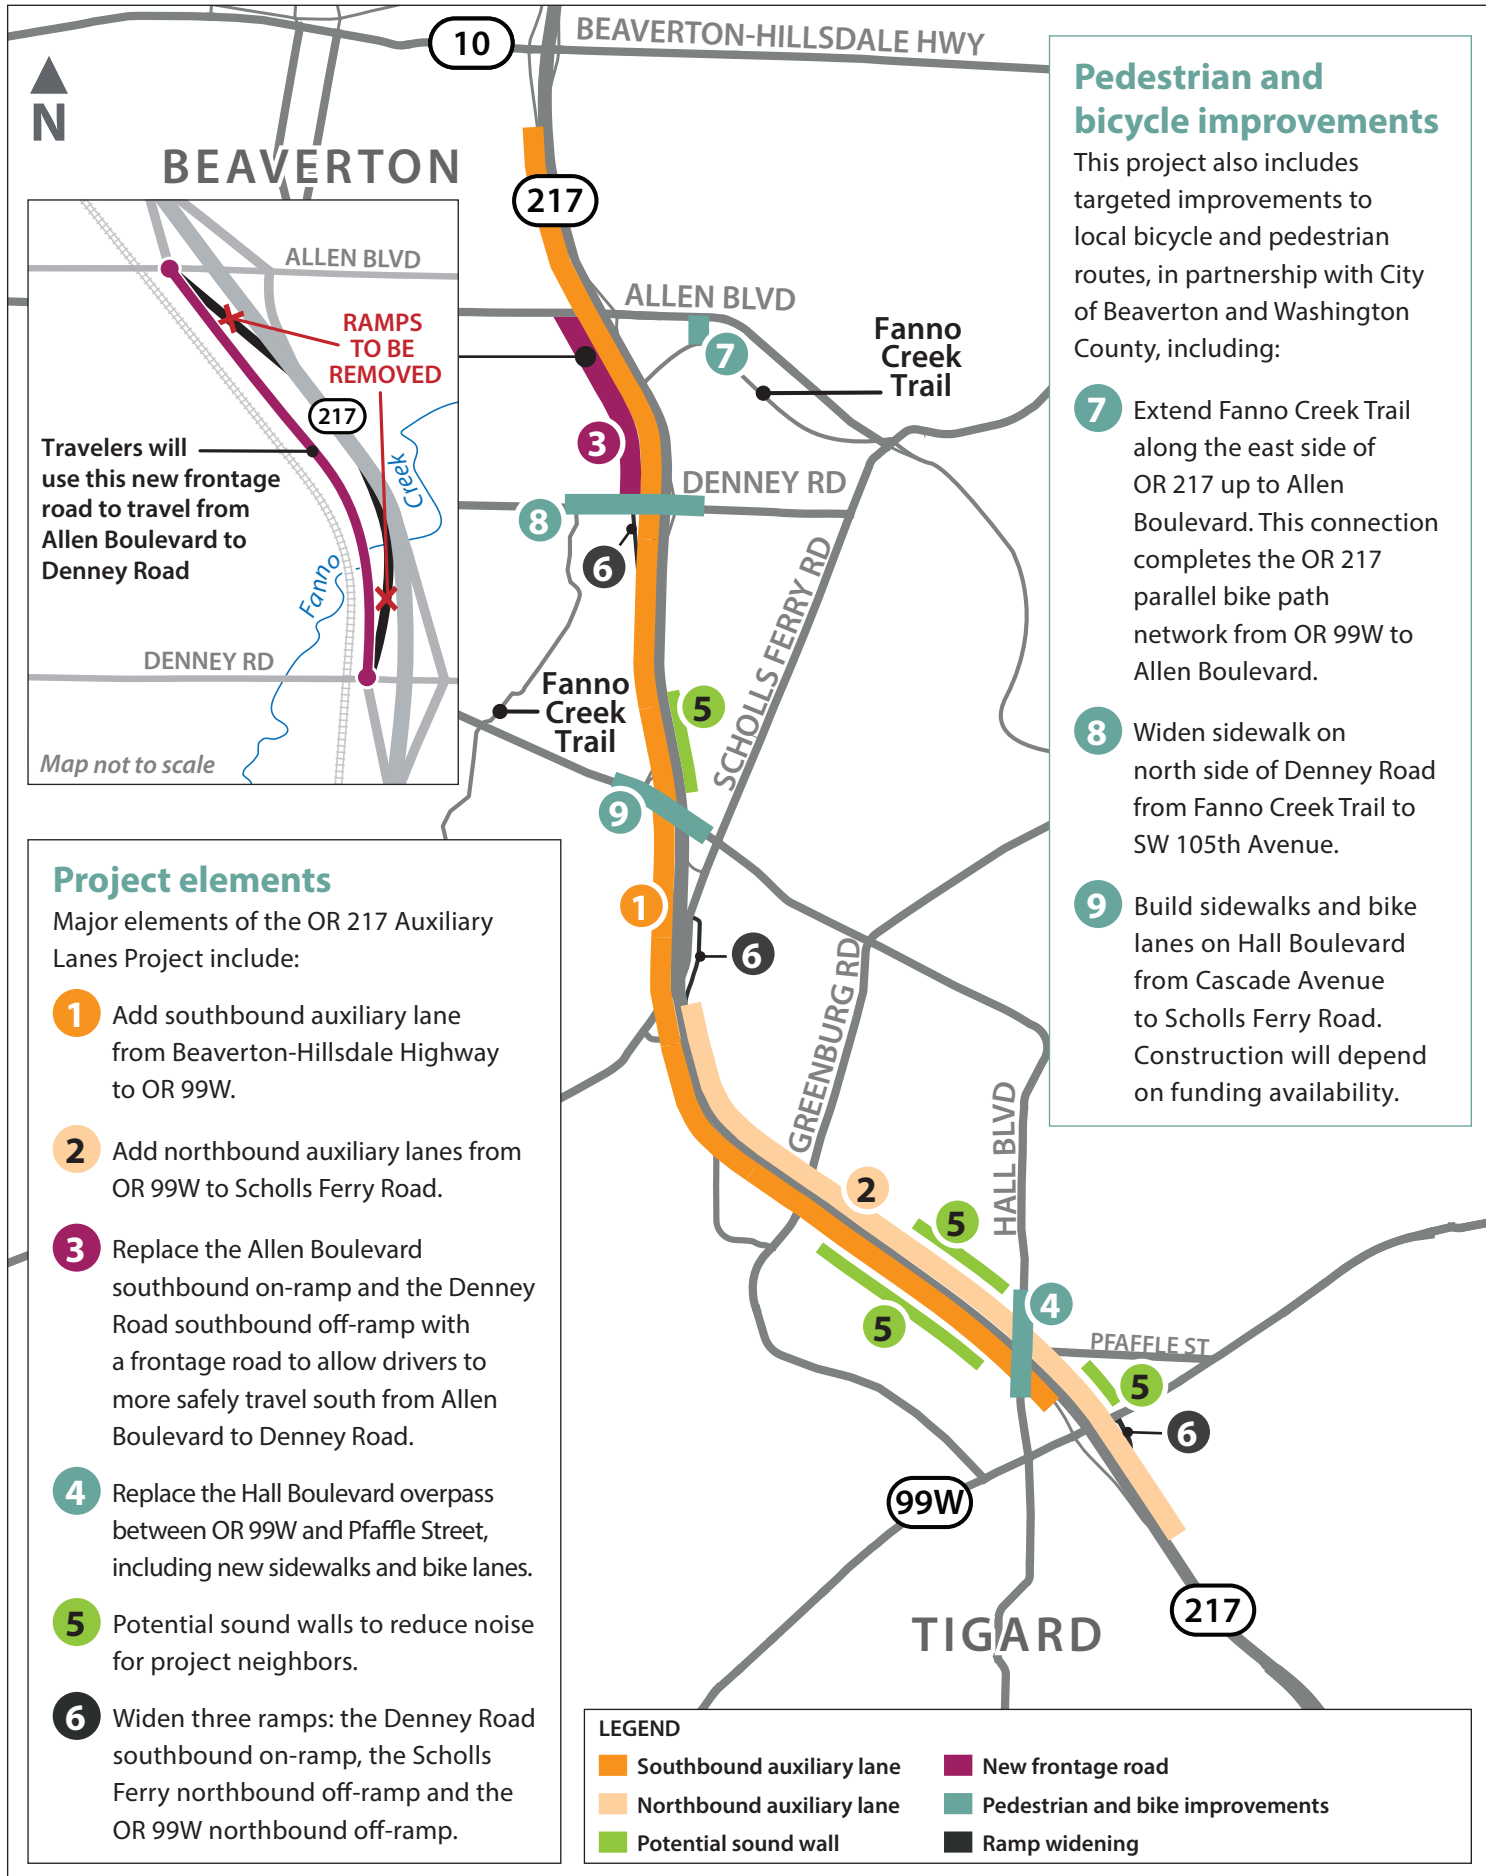 10
BEAVERTON-HILLSDALE HWY
N
BEAVERTON
217
ALLEN BLVD
RAMPS
TO BE
REMOVED
217
Travelers will
use this new frontage
road to travel from
Allen Boulevard to
Denney Road
Creek
Fanno
DENNEY RD
Map not to scale
ALLEN BLVD
7
Fanno
Creek
Trail
3
DENNEY RD
8
6
SCHOLLS FERRY RD
Fanno
Creek
Trail
5
9
1
6
GREENBURG RD
HALL BLVD
2
5
5
4
PFAFFLE ST
5
6
99W
217
TIGARD
Pedestrian and
bicycle improvements
This project also includes
targeted improvements to
local bicycle and pedestrian
routes, in partnership with City
of Beaverton and Washington
County, including:
7 Extend Fanno Creek Trail
along the east side of
OR 217 up to Allen
Boulevard. This connection
completes the OR 217
parallel bike path
network from OR 99W to
Allen Boulevard.
8 Widen sidewalk on
north side of Denney Road
from Fanno Creek Trail to
SW 105th Avenue.
9 Build sidewalks and bike
lanes on Hall Boulevard
from Cascade Avenue
to Scholls Ferry Road.
Construction will depend
on funding availability.
Project elements
Major elements of the OR 217 Auxiliary
Lanes Project include:
1 Add southbound auxiliary lane
from Beaverton-Hillsdale Highway
to OR 99W.
2 Add northbound auxiliary lanes from
OR 99W to Scholls Ferry Road.
3 Replace the Allen Boulevard
southbound on-ramp and the Denney
Road southbound off-ramp with
a frontage road to allow drivers to
more safely travel south from Allen
Boulevard to Denney Road.
4 Replace the Hall Boulevard overpass
between OR 99W and Pfaffle Street,
including new sidewalks and bike lanes.
5 Potential sound walls to reduce noise
for project neighbors.
6 Widen three ramps: the Denney Road
southbound on-ramp, the Scholls
Ferry northbound off-ramp and the
OR 99W northbound off-ramp.
LEGEND
Southbound auxiliary lane
Northbound auxiliary lane
Potential sound wall
New frontage road
Pedestrian and bike improvements
Ramp widening